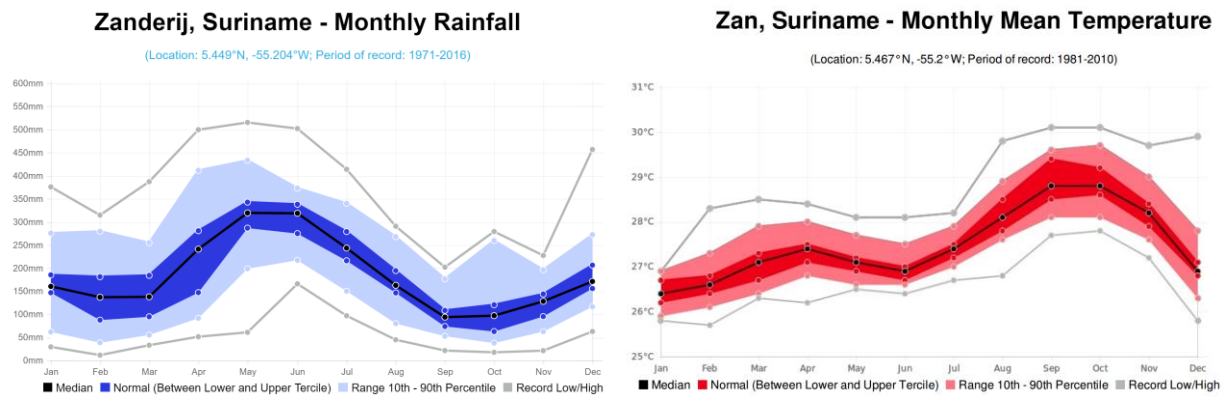 Zanderij, Suriname - Monthly Rainfall
(Location: 5.449°N, -55.204°W; Period of record: 1971-2016)
600mm
550mm
500mm
450mm
400mm
350mm
300mm
250mm
200mm
150mm
100mm
50mm
0mm
Jan Feb Mar Apr May Jun Jul Aug Sep Oct Nov Dec
Median Normal (Between Lower and Upper Tercile) Range 10th - 90th Percentile Record Low/High
Zan, Suriname - Monthly Mean Temperature
(Location: 5.467°N, -55.2°W; Period of record: 1981-2010)
31°C
30°C
29°C
28°C
27°C
26°C
25°C
Jan Feb Mar Apr May Jun Jul Aug Sep Oct Nov Dec
Median Normal (Between Lower and Upper Tercile) Range 10th - 90th Percentile Record Low/High